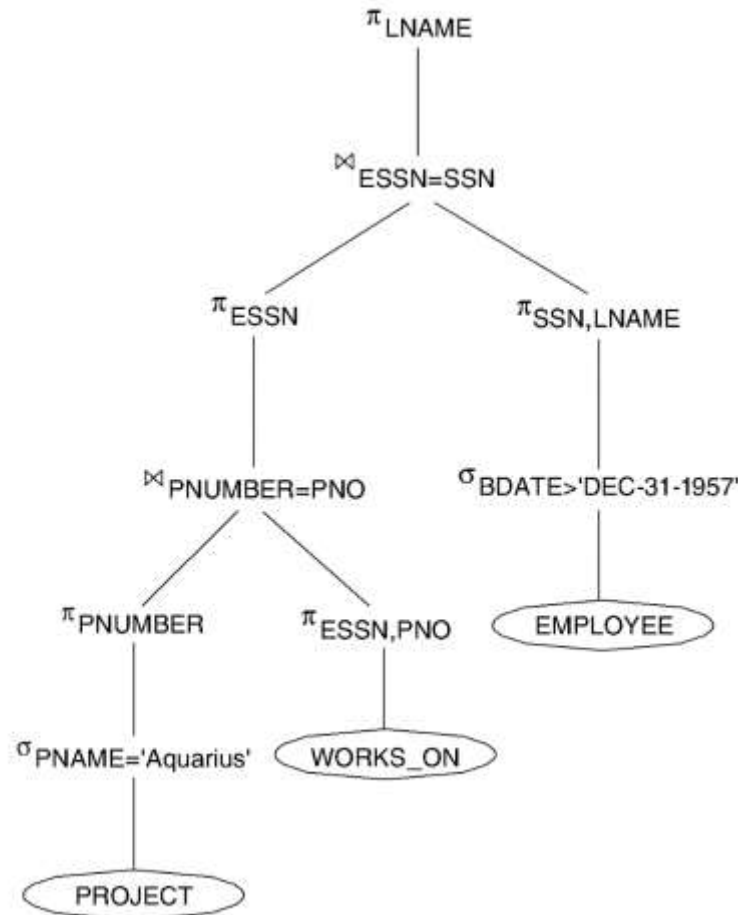 π LNAME
⋈ ESSN=SSN
π ESSN
π SSN,LNAME
⋈ PNUMBER=PNO
σ BDATE>'DEC-31-1957'
π PNUMBER
π ESSN,PNO
EMPLOYEE
σ PNAME='Aquarius'
WORKS_ON
PROJECT